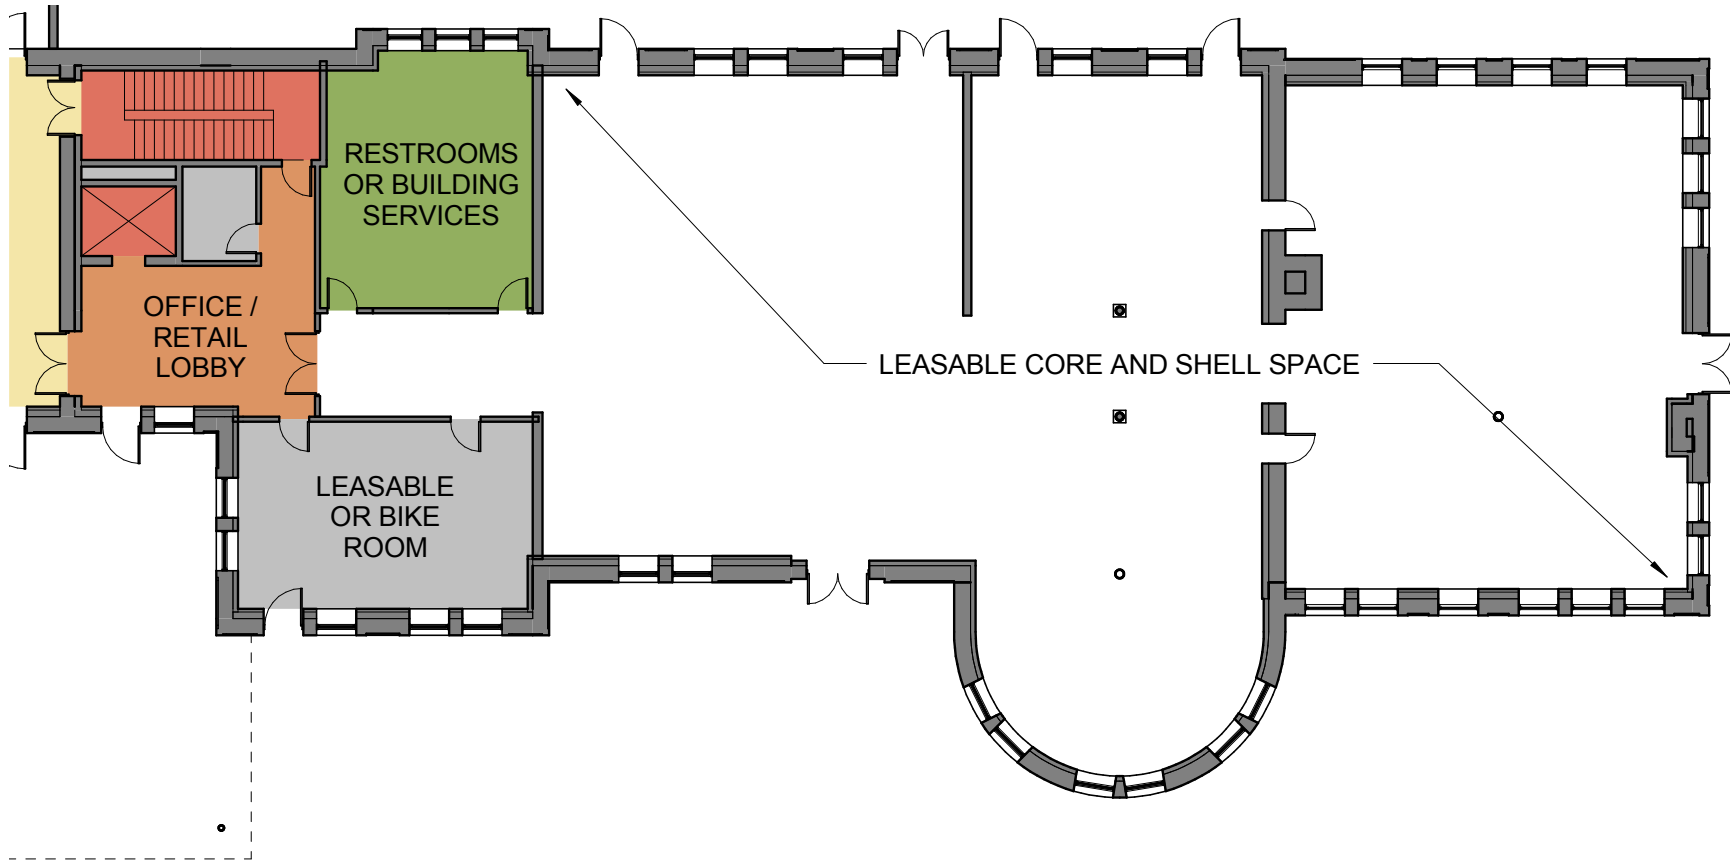 RESTROOMS
OR BUILDING
SERVICES
OFFICE /
RETAIL
LOBBY
LEASABLE CORE AND SHELL SPACE
LEASABLE
OR BIKE
ROOM